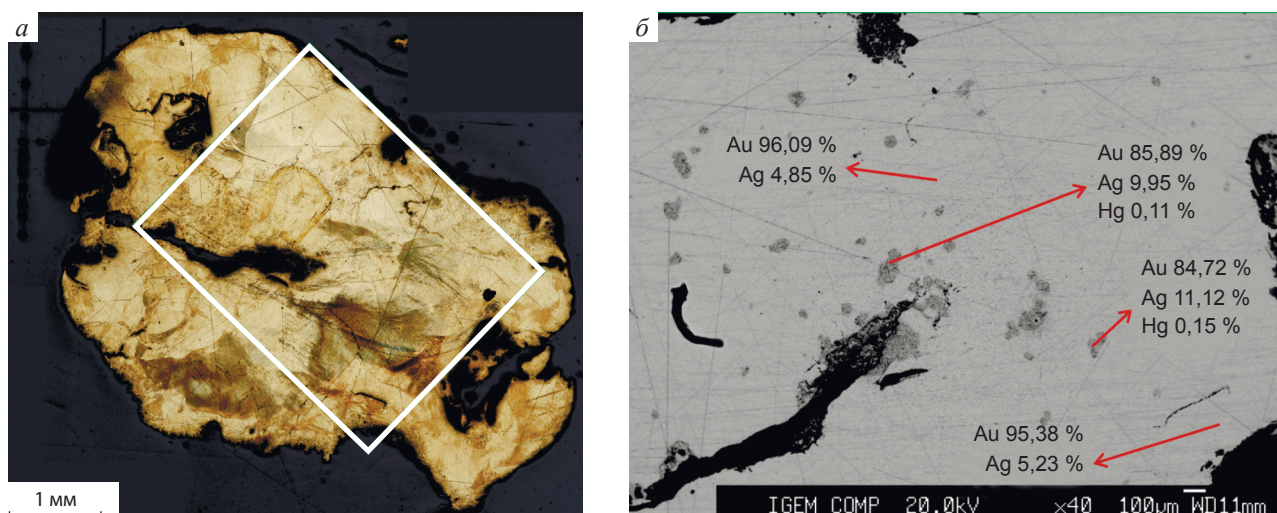 а
1 мм
б
Au 96,09 %
Ag 4,85 %
Au 85,89 %
Ag 9,95 %
Hg 0,11 %
Au 84,72 %
Ag 11,12 %
Hg 0,15 %
Au 95,38 %
Ag 5,23 %
IGEM COMP 20.0kV ×40 100µm WD11mm